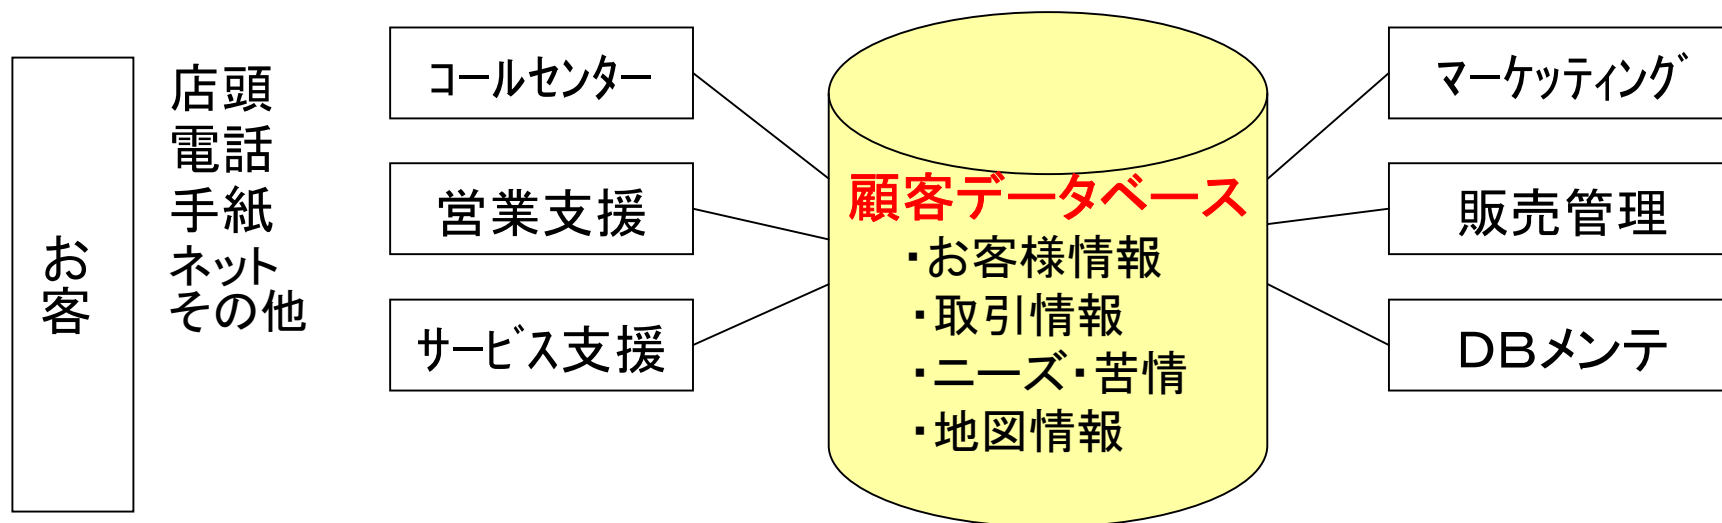 お客
店頭
電話
手紙
ネット
その他
コールセンター
営業支援
サービス支援
顧客データベース
・お客様情報
・取引情報
・ニーズ・苦情
・地図情報
マーケッティング
販売管理
ＤＢメンテ